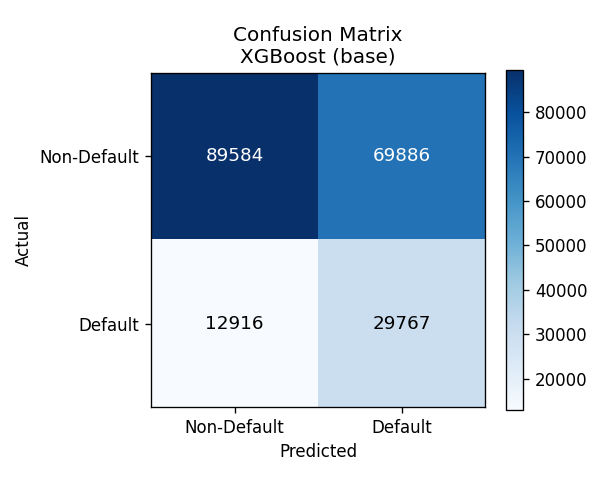 Confusion Matrix
XGBoost (base)
Actual
Non-Default
89584
69886
Default
12916
29767
Non-Default
Default
Predicted
80000
70000
60000
50000
40000
30000
20000